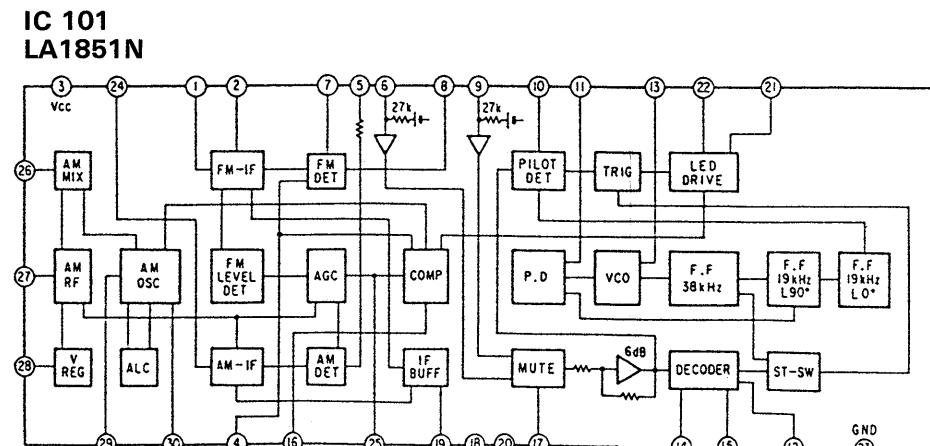 IC 101
LA1851N
3 24 1 2 7 5 6 8 9 10 11 13 22 21
Vcc
27k 27k
26
AM
MIX
FM-IF
FM
DET
PILOT
DET
TRIG
LED
DRIVE
27
AM
RF
AM
OSC
FM
LEVEL
DET
AGC
COMP
P.D
VCO
F.F
38kHz
F.F
19kHz
L90°
F.F
19kHz
L0°
28
V
REG
ALC
AM-IF
AM
DET
IF
BUFF
MUTE
6dB
DECODER
ST-SW
GND
29 30 4 16 25 19 18 20 17 14 15 12